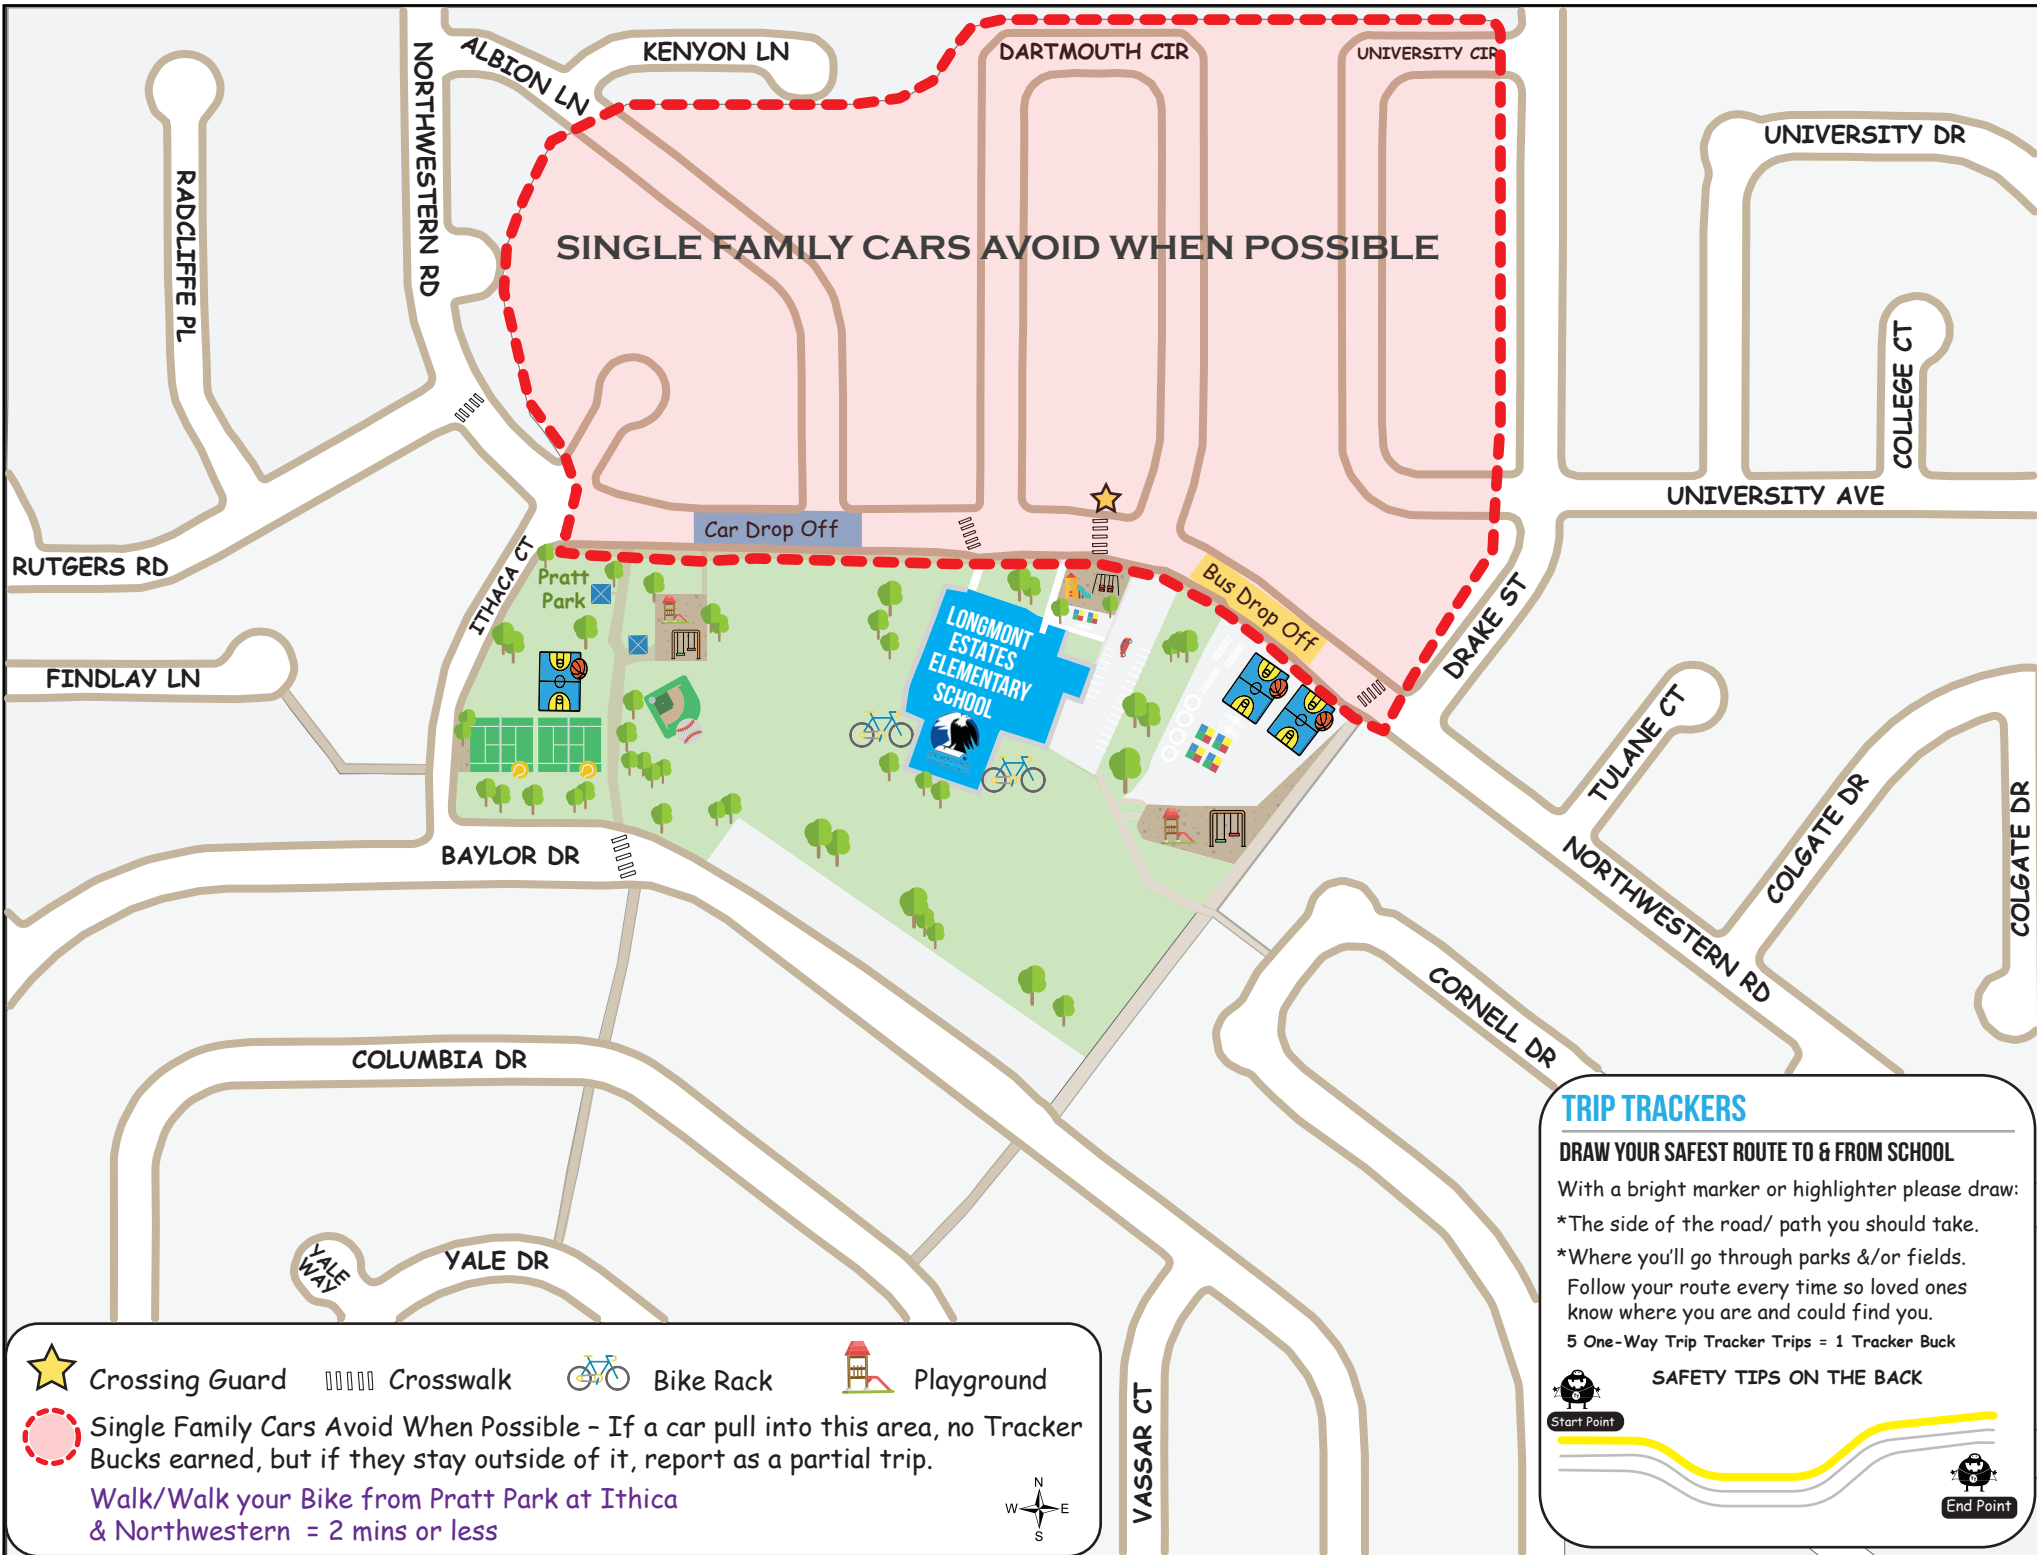 NORTHWESTERN RD
ALBION LN
KENYON LN
DARTMOUTH CIR
UNIVERSITY CIR
UNIVERSITY DR
RADCLIFFE PL
SINGLE FAMILY CARS AVOID WHEN POSSIBLE
COLLEGE CT
UNIVERSITY AVE
Car Drop Off
RUTGERS RD
ITHACA CT
Pratt
Park
Bus Drop Off
DRAKE ST
LONGMONT
ESTATES
ELEMENTARY
SCHOOL
FINDLAY LN
TULANE CT
COLGATE DR
COLGATE DR
NORTHWESTERN RD
BAYLOR DR
CORNELL DR
COLUMBIA DR
YALE
WAY
YALE DR
VASSAR CT
TRIP TRACKERS
DRAW YOUR SAFEST ROUTE TO & FROM SCHOOL
With a bright marker or highlighter please draw:
*The side of the road/ path you should take.
*Where you'll go through parks &/or fields.
Follow your route every time so loved ones
know where you are and could find you.
5 One-Way Trip Tracker Trips = 1 Tracker Buck
SAFETY TIPS ON THE BACK
Start Point
End Point
Crossing Guard
Crosswalk
Bike Rack
Playground
Single Family Cars Avoid When Possible – If a car pull into this area, no Tracker
Bucks earned, but if they stay outside of it, report as a partial trip.
Walk/Walk your Bike from Pratt Park at Ithica
& Northwestern = 2 mins or less
N
W E
S